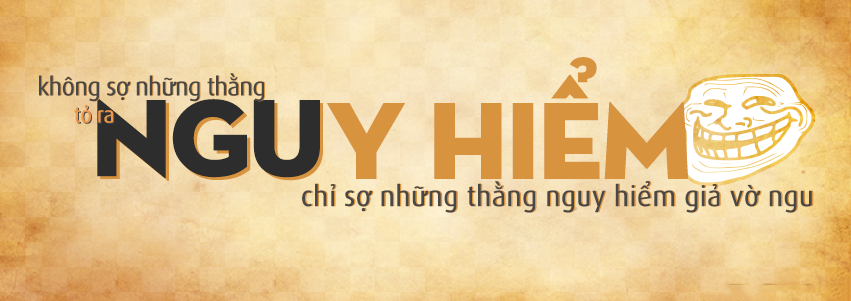 không sợ những thằng
tỏ ra
NGUY HIỂM
chỉ sợ những thằng nguy hiểm giả vờ ngu